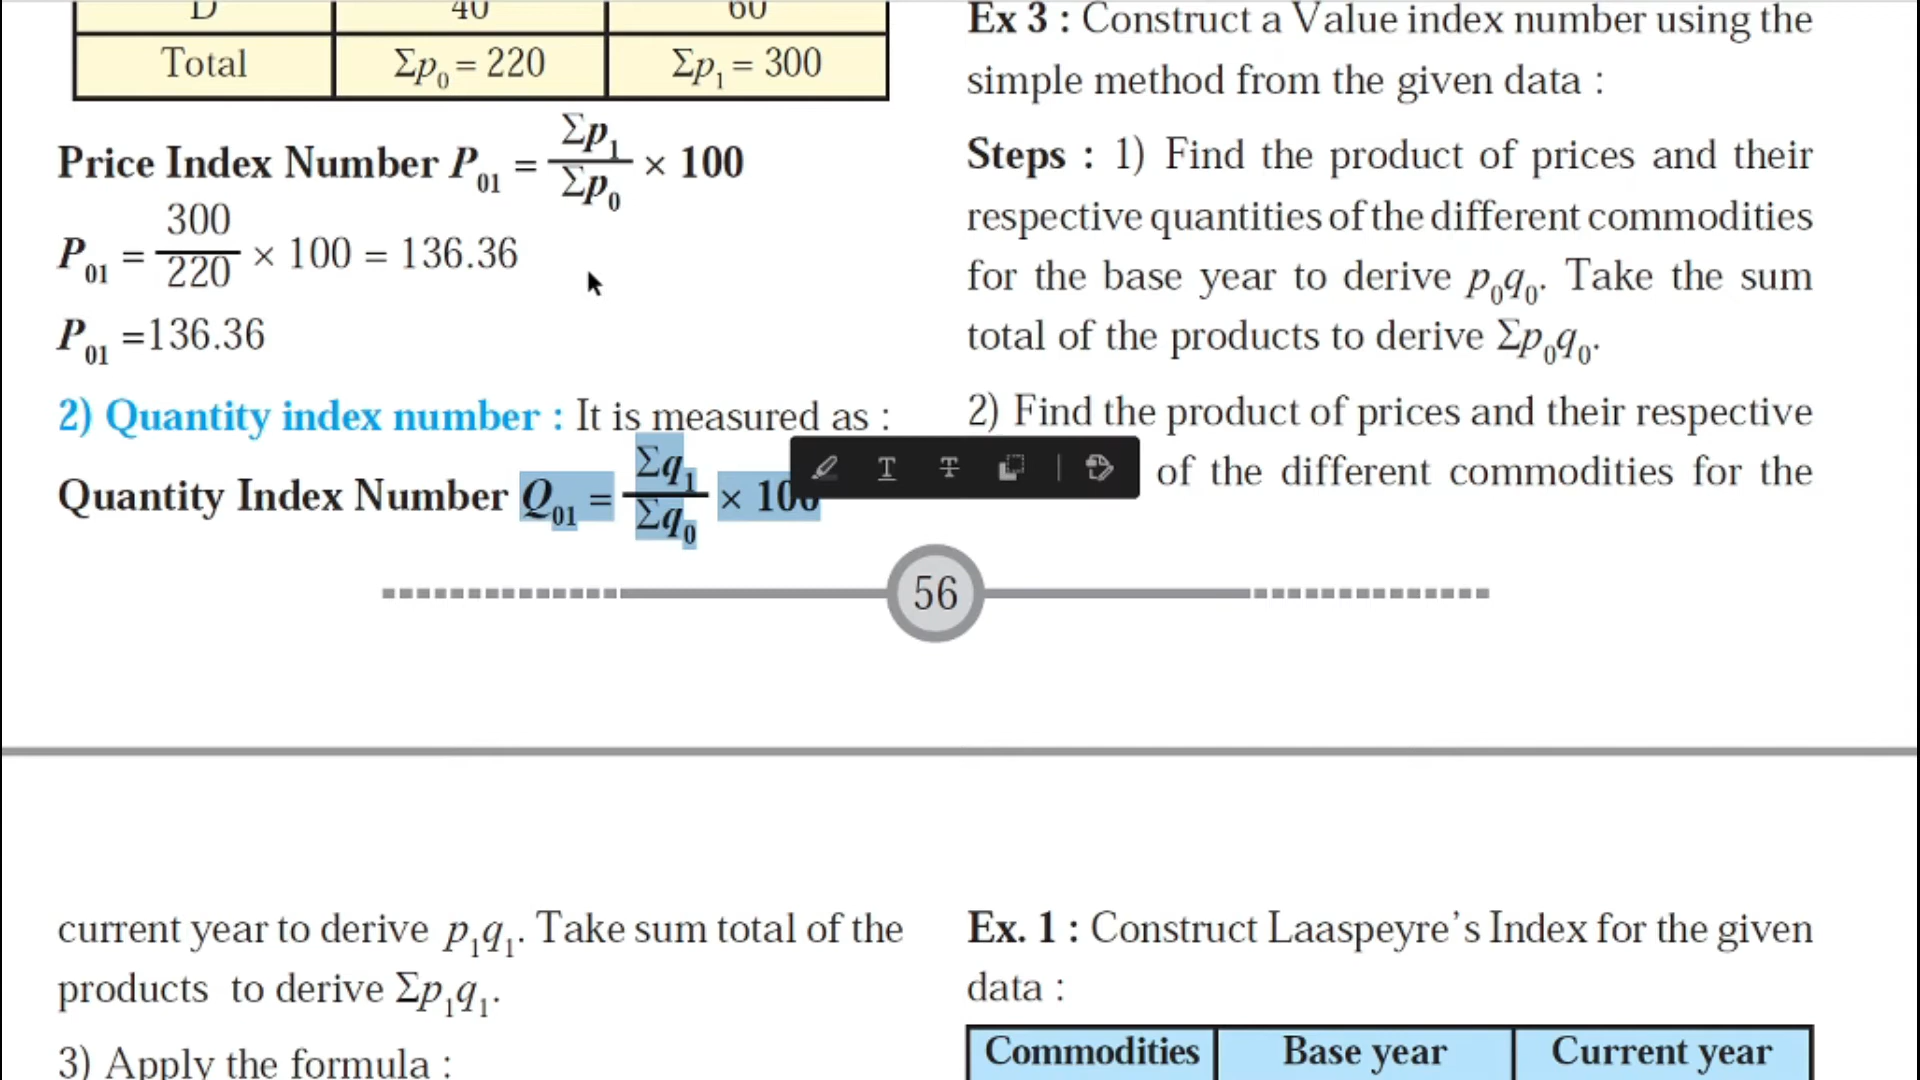 D 40 60
Total Σp₀ = 220 Σp₁ = 300
Price Index Number P₀₁ = Σp₁/Σp₀ × 100
P₀₁ = 300/220 × 100 = 136.36
P₀₁ =136.36
2) Quantity index number : It is measured as :
Quantity Index Number Q₀₁ = Σq₁/Σq₀ × 100
Ex 3 : Construct a Value index number using the
simple method from the given data :
Steps : 1) Find the product of prices and their
respective quantities of the different commodities
for the base year to derive p₀q₀. Take the sum
total of the products to derive Σp₀q₀.
2) Find the product of prices and their respective
of the different commodities for the
56
current year to derive p₁q₁. Take sum total of the
products to derive Σp₁q₁.
3) Apply the formula :
Ex. 1 : Construct Laaspeyre’s Index for the given
data :
Commodities Base year Current year